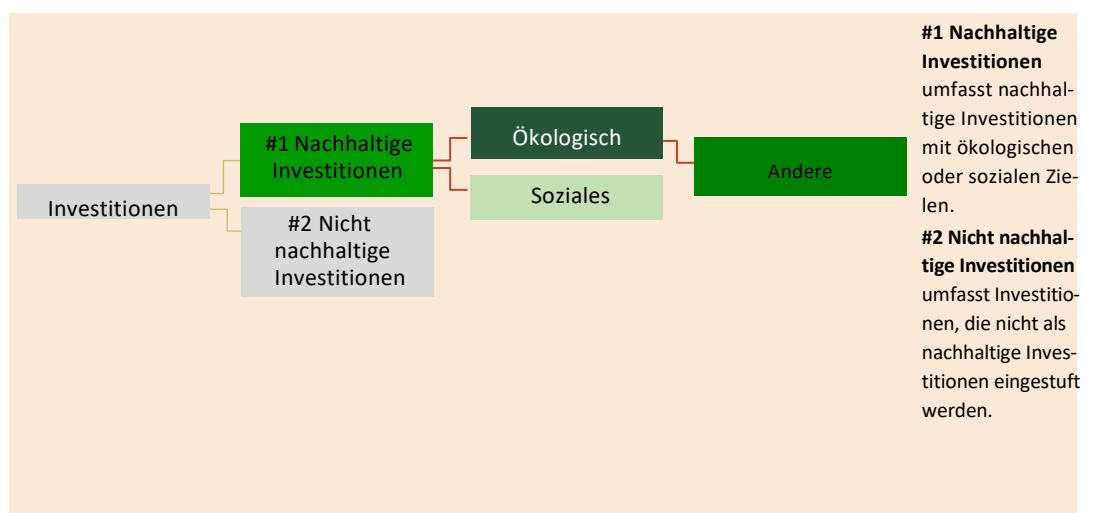 Investitionen
#1 Nachhaltige
Investitionen
#2 Nicht
nachhaltige
Investitionen
Ökologisch
Soziales
Andere
#1 Nachhaltige
Investitionen
umfasst nachhal-
tige Investitionen
mit ökologischen
oder sozialen Zie-
len.
#2 Nicht nachhal-
tige Investitionen
umfasst Investitio-
nen, die nicht als
nachhaltige Inves-
titionen eingestuft
werden.